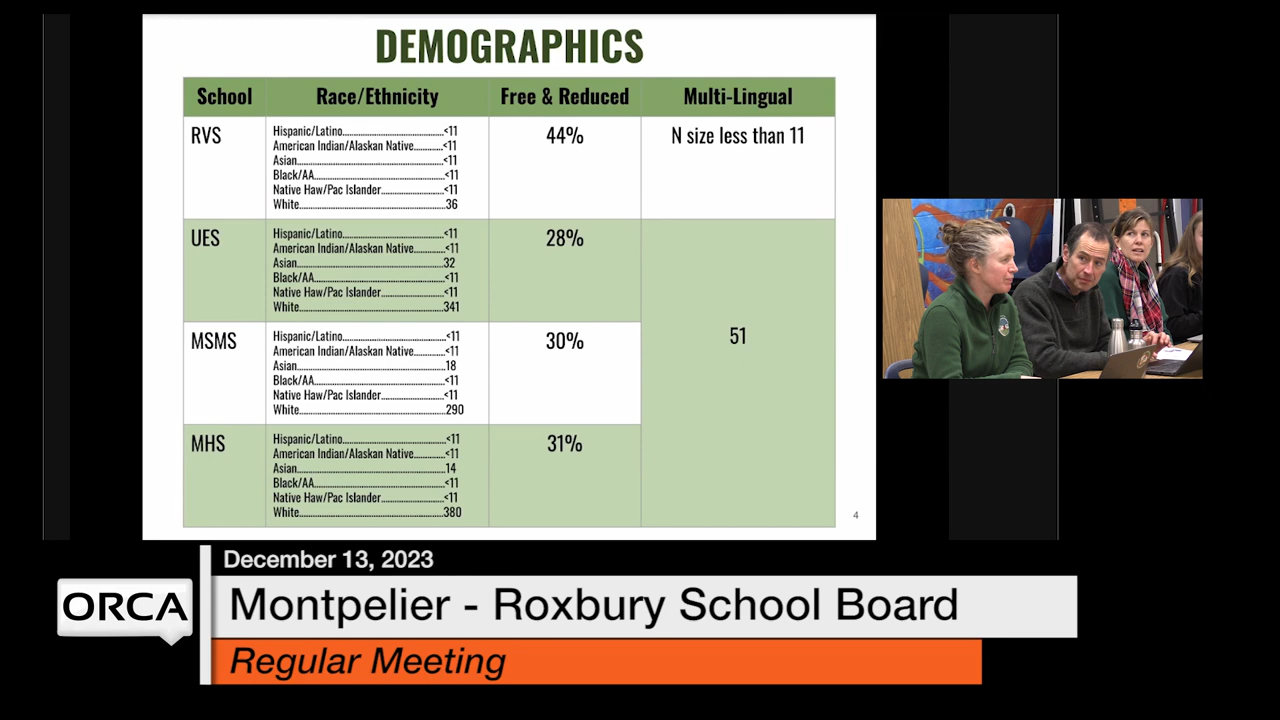 DEMOGRAPHICS
School Race/Ethnicity Free & Reduced Multi-Lingual
RVS
Hispanic/Latino..........<11
American Indian/Alaskan Native..........<11
Asian..........<11
Black/AA..........<11
Native Haw/Pac Islander..........<11
White..........36
44%
N size less than 11
UES
Hispanic/Latino..........<11
American Indian/Alaskan Native..........<11
Asian..........32
Black/AA..........<11
Native Haw/Pac Islander..........<11
White..........341
28%
MSMS
Hispanic/Latino..........<11
American Indian/Alaskan Native..........<11
Asian..........18
Black/AA..........<11
Native Haw/Pac Islander..........<11
White..........290
30%
51
MHS
Hispanic/Latino..........<11
American Indian/Alaskan Native..........<11
Asian..........14
Black/AA..........<11
Native Haw/Pac Islander..........<11
White..........380
31%
4
December 13, 2023
ORCA
Montpelier - Roxbury School Board
Regular Meeting